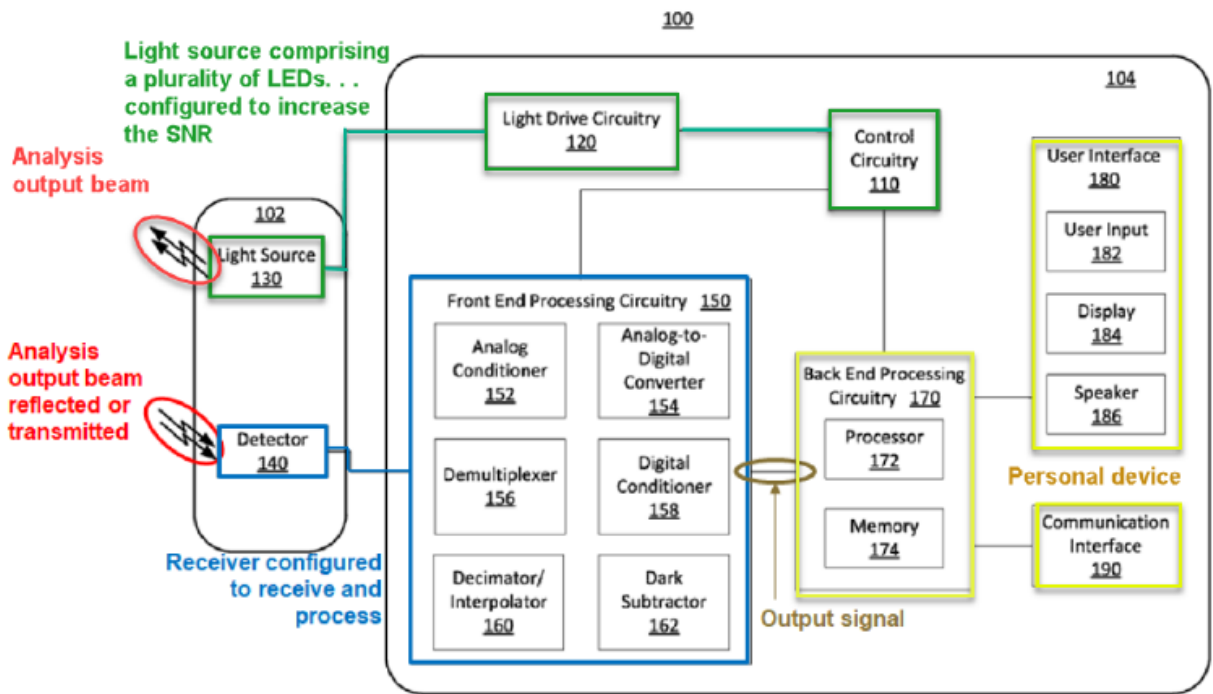 100
104
Light source comprising
a plurality of LEDs. . .
configured to increase
the SNR
Analysis
output beam
Light Drive Circuitry
120
Control
Circuitry
110
User Interface
180
User Input
182
Display
184
Speaker
186
102
Light Source
130
Front End Processing Circuitry 150
Analog
Conditioner
152
Analog-to-
Digital
Converter
154
Analysis
output beam
reflected or
transmitted
Detector
140
Demultiplexer
156
Digital
Conditioner
158
Back End Processing
Circuitry 170
Processor
172
Memory
174
Personal device
Communication
Interface
190
Receiver configured
to receive and
process
Decimator/
Interpolator
160
Dark
Subtractor
162
Output signal